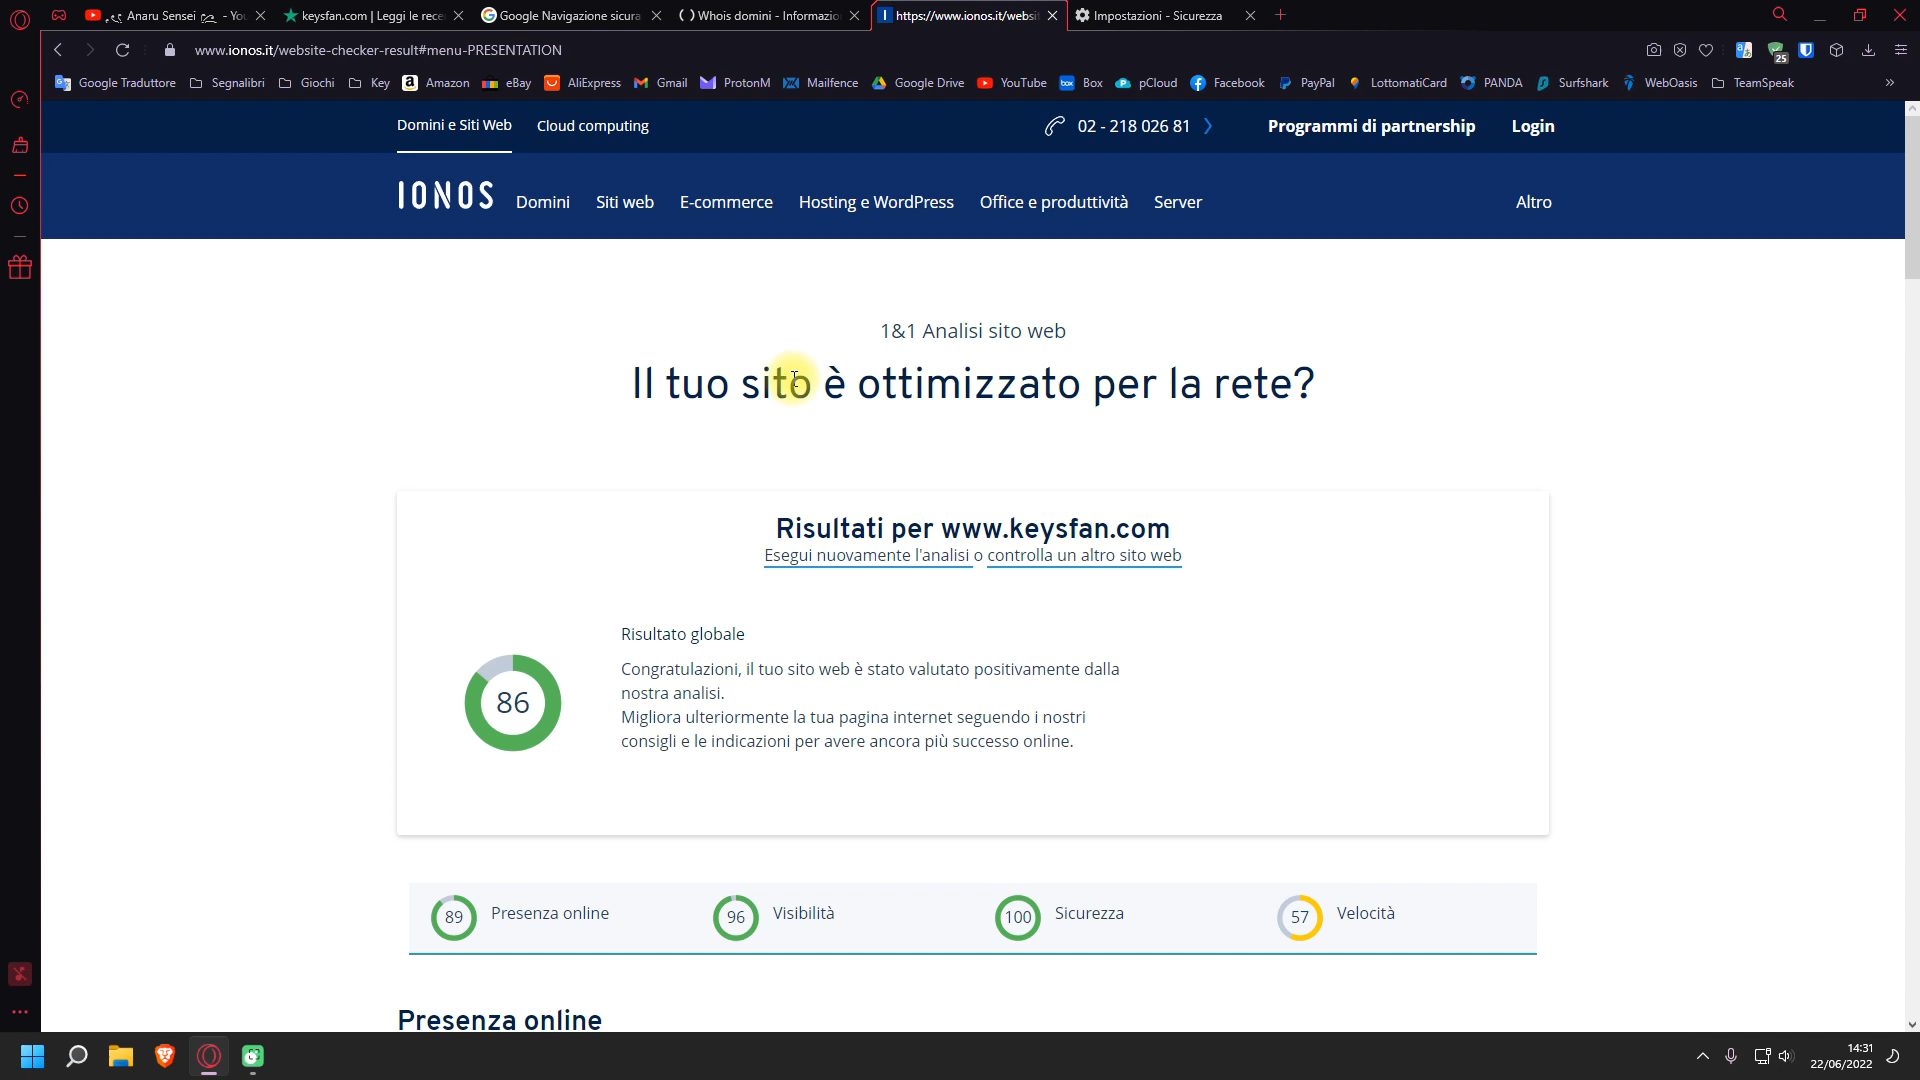 Anaru Sensei
- You
keysfan.com | Leggi le rece
Google Navigazione sicura
Whois domini - Informazio
https://www.ionos.it/websit
Impostazioni - Sicurezza
www.ionos.it/website-checker-result#menu-PRESENTATION
25
Google Traduttore
Segnalibri
Giochi
Key
Amazon
eBay
AliExpress
Gmail
ProtonM
Mailfence
Google Drive
YouTube
Box
pCloud
Facebook
PayPal
LottomatiCard
PANDA
Surfshark
WebOasis
TeamSpeak
»
Domini e Siti Web
Cloud computing
02 - 218 026 81
Programmi di partnership
Login
IONOS
Domini
Siti web
E-commerce
Hosting e WordPress
Office e produttività
Server
Altro
1&1 Analisi sito web
Il tuo sito è ottimizzato per la rete?
Risultati per www.keysfan.com
Esegui nuovamente l'analisi o controlla un altro sito web
86
Risultato globale
Congratulazioni, il tuo sito web è stato valutato positivamente dalla
nostra analisi.
Migliora ulteriormente la tua pagina internet seguendo i nostri
consigli e le indicazioni per avere ancora più successo online.
89
Presenza online
96
Visibilità
100
Sicurezza
57
Velocità
Presenza online
14:31
22/06/2022